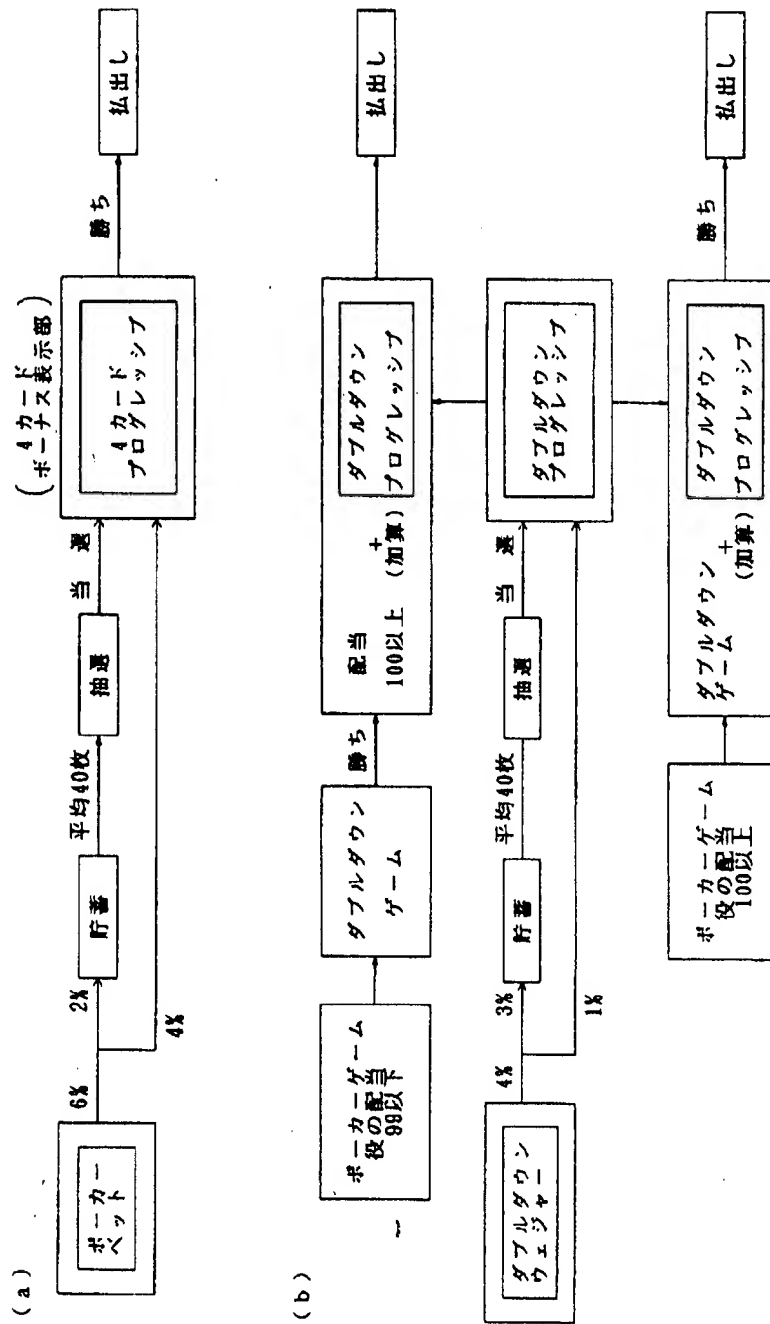 (a)
ポーカー
ベット
6%
2%
4%
貯蓄
平均40枚
抽選
当選
4カード
ボーナス表示部
4カード
プログレッシブ
勝ち
払出し
(b)
ポーカーゲーム
役の配当
99以下
ダブルダウン
ゲーム
勝ち
配当
100以上
+
(加算)
ダブルダウン
プログレッシブ
払出し
ダブルダウン
ウェジャー
4%
3%
1%
貯蓄
平均40枚
抽選
当選
ダブルダウン
プログレッシブ
ポーカーゲーム
役の配当
100以上
ダブルダウン
ゲーム
+
(加算)
ダブルダウン
プログレッシブ
勝ち
払出し